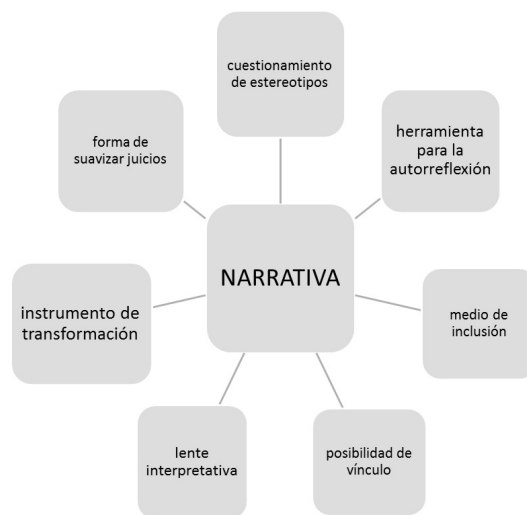 cuestionamiento
de estereotipos
herramienta
para la
autorreflexión
medio de
inclusión
posibilidad de
vínculo
lente
interpretativa
instrumento de
transformación
forma de
suavizar juicios
NARRATIVA